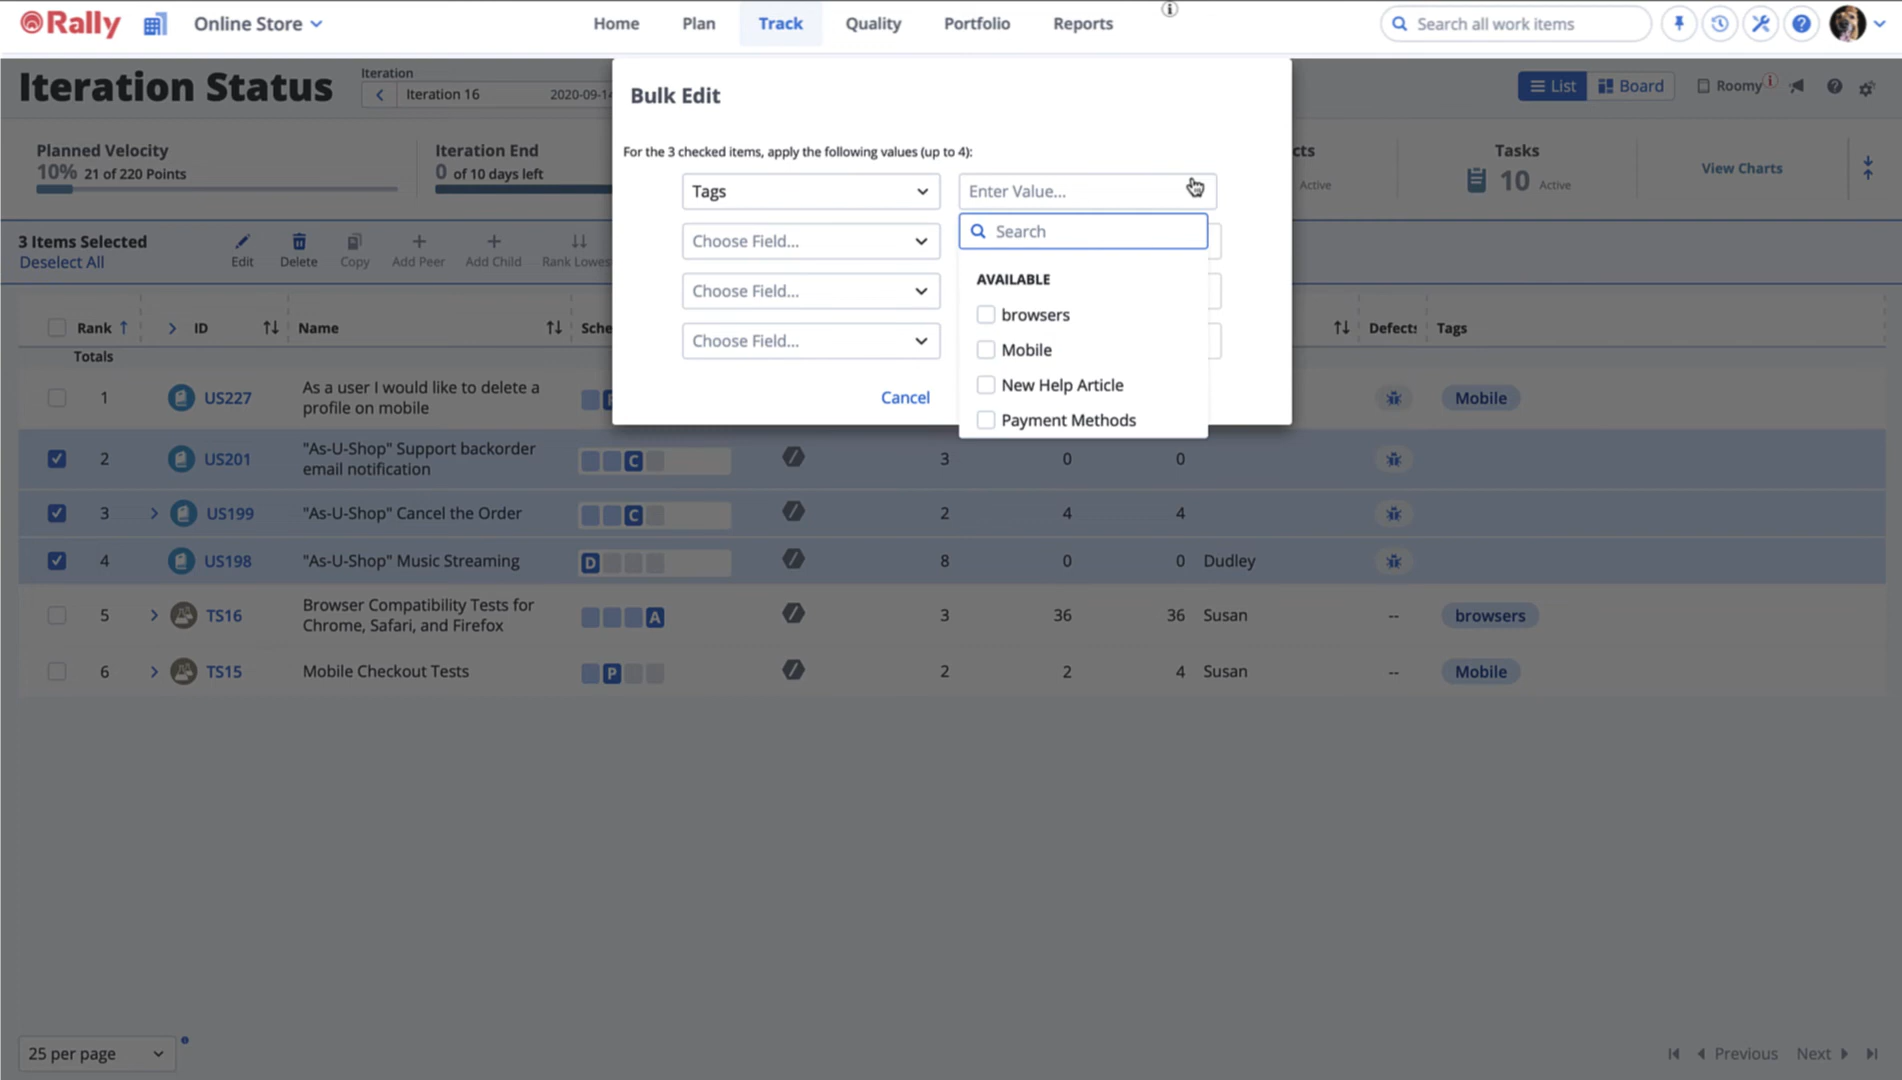 Rally
Online Store
Home
Plan
Track
Quality
Portfolio
Reports
Search all work items
Iteration Status
Iteration
Iteration 16
2020-09-14
List
Board
Roomy
Bulk Edit
For the 3 checked items, apply the following values (up to 4):
Tags
Enter Value...
Choose Field...
Search
Choose Field...
Choose Field...
AVAILABLE
browsers
Mobile
New Help Article
Payment Methods
Cancel
Planned Velocity
10% 21 of 220 Points
Iteration End
0 of 10 days left
cts
Active
Tasks
10 Active
View Charts
3 Items Selected
Deselect All
Edit
Delete
Copy
Add Peer
Add Child
Rank Lowes
Rank
ID
Name
Sche
Defects
Tags
Totals
1 US227 As a user I would like to delete a
profile on mobile
Mobile
2 US201 "As-U-Shop" Support backorder
email notification
C 3 0 0
3 US199 "As-U-Shop" Cancel the Order C 2 4 4
4 US198 "As-U-Shop" Music Streaming D 8 0 0 Dudley
5 TS16 Browser Compatibility Tests for
Chrome, Safari, and Firefox
A 3 36 36 Susan -- browsers
6 TS15 Mobile Checkout Tests P 2 2 4 Susan -- Mobile
25 per page
Previous
Next